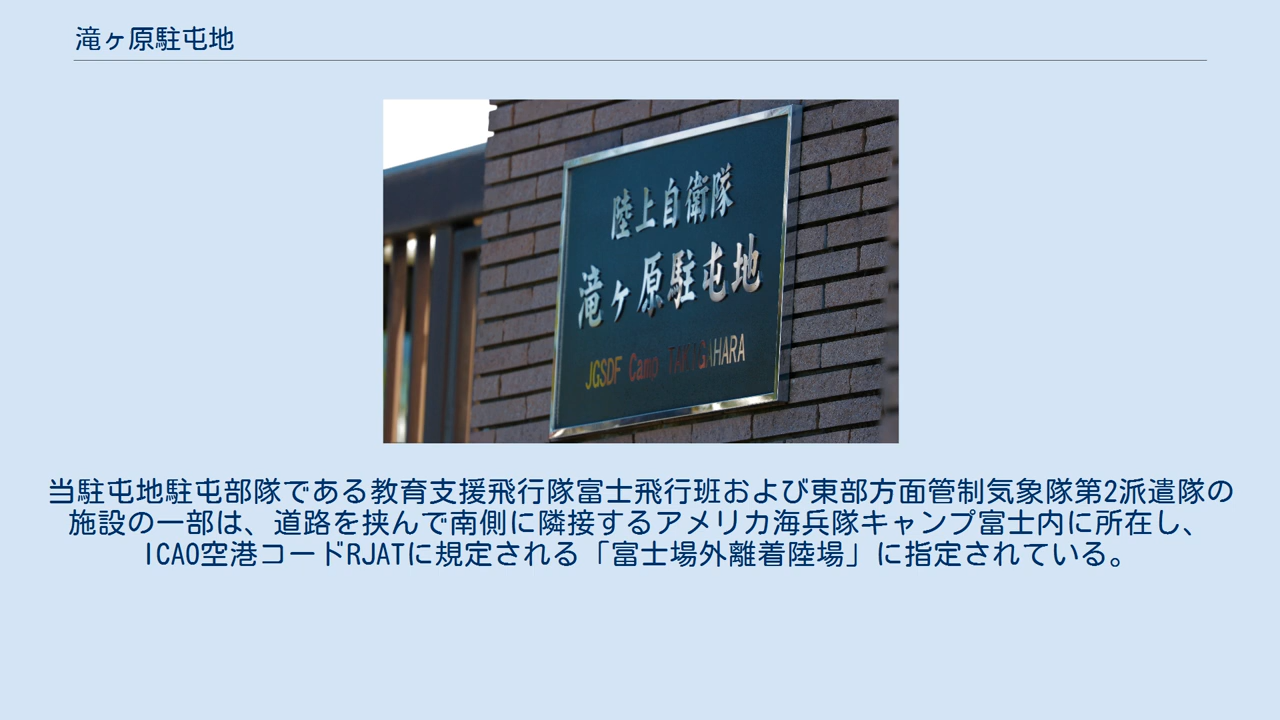 滝ヶ原駐屯地
陸上自衛隊
滝ヶ原駐屯地
JGSDF Camp TAKIGAHARA
当駐屯地駐屯部隊である教育支援飛行隊富士飛行班および東部方面管制気象隊第2派遣隊の
施設の一部は、道路を挟んで南側に隣接するアメリカ海兵隊キャンプ富士内に所在し、
ICAO空港コードRJATに規定される「富士場外離着陸場」に指定されている。